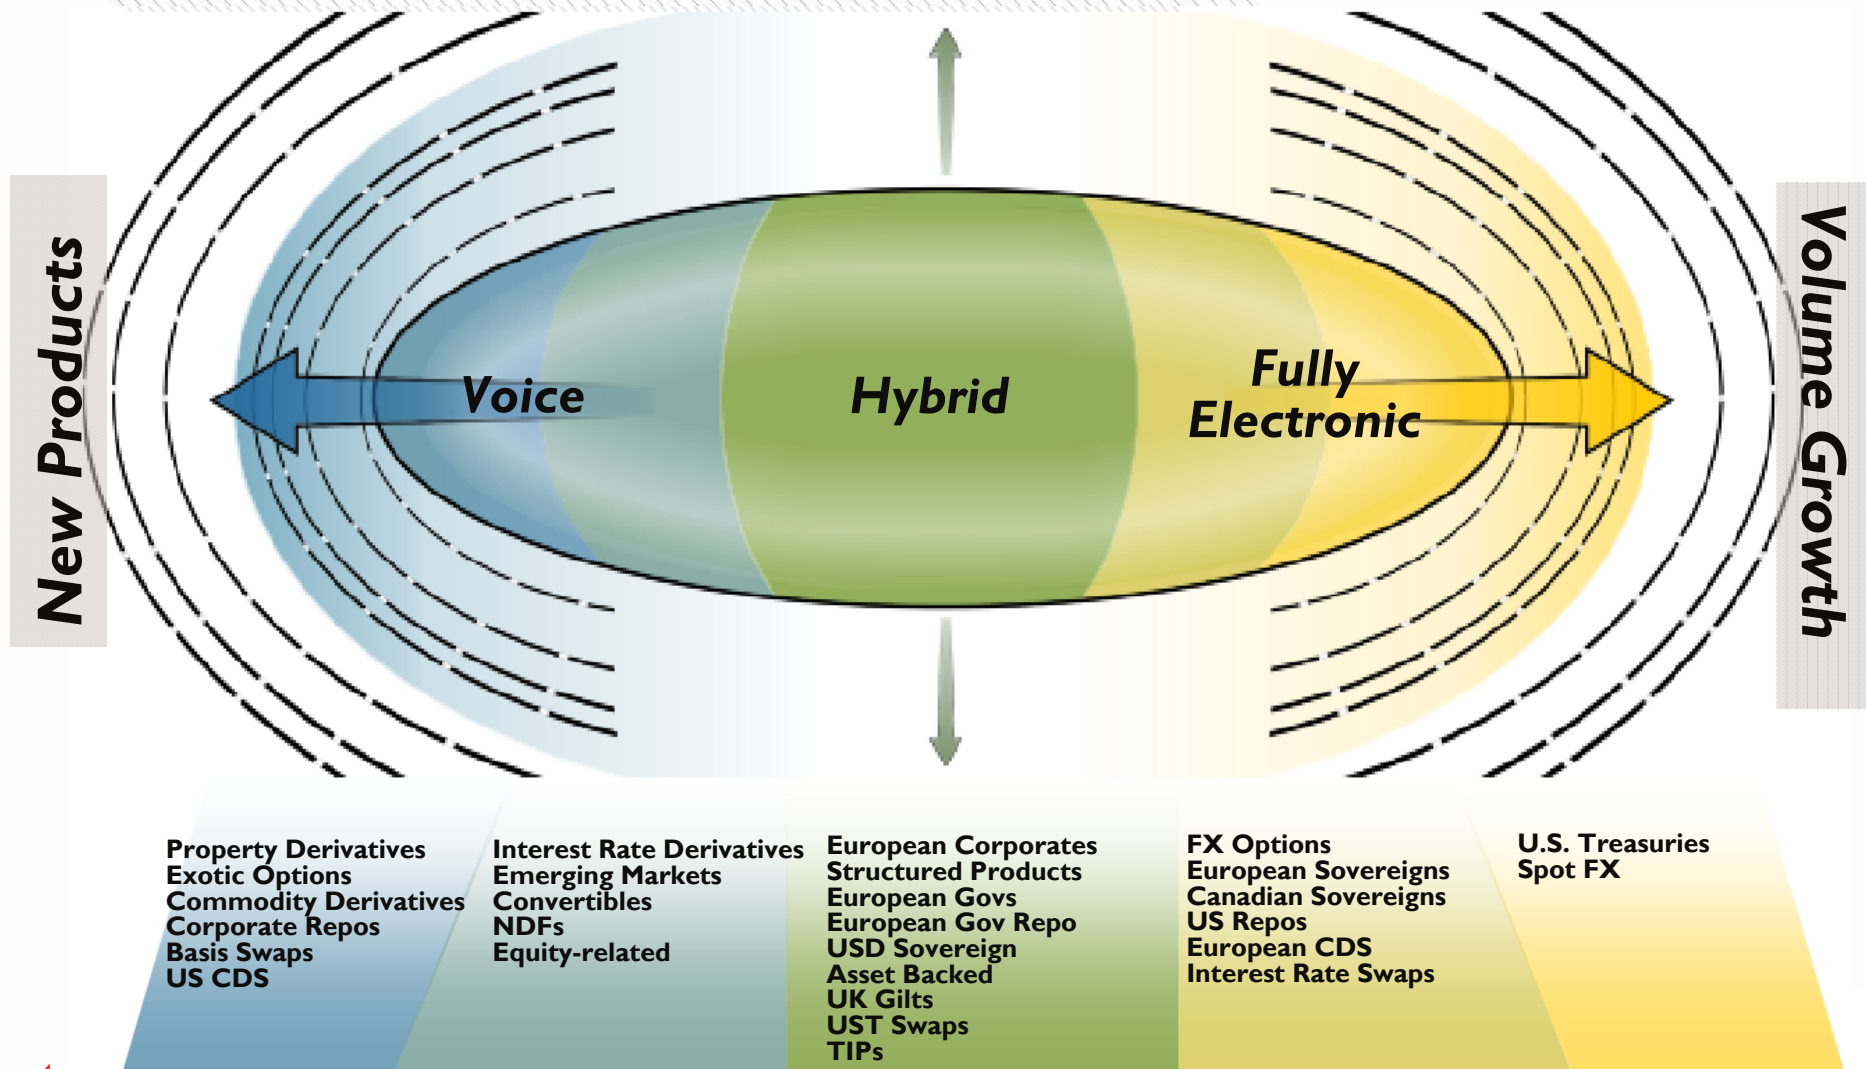 New Products
Voice
Hybrid
Fully
Electronic
Volume Growth
Property Derivatives
Exotic Options
Commodity Derivatives
Corporate Repos
Basis Swaps
US CDS
Interest Rate Derivatives
Emerging Markets
Convertibles
NDFs
Equity-related
European Corporates
Structured Products
European Govs
European Gov Repo
USD Sovereign
Asset Backed
UK Gilts
UST Swaps
TIPs
FX Options
European Sovereigns
Canadian Sovereigns
US Repos
European CDS
Interest Rate Swaps
U.S. Treasuries
Spot FX